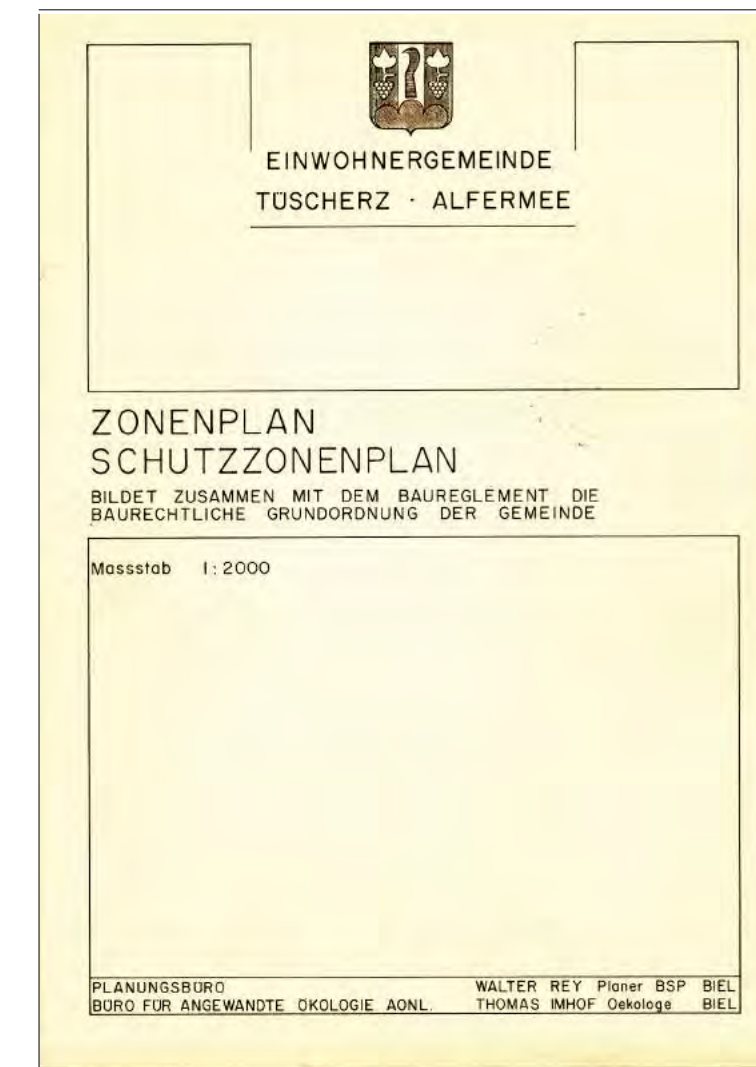 EINWOHNERGEMEINDE
TÜSCHERZ · ALFERMEE
ZONENPLAN
SCHUTZZONENPLAN
BILDET ZUSAMMEN MIT DEM BAUREGLEMENT DIE
BAURECHTLICHE GRUNDORDNUNG DER GEMEINDE
Massstab 1:2000
PLANUNGSBÜRO WALTER REY Planer BSP BIEL
BÜRO FÜR ANGEWANDTE ÖKOLOGIE AONL. THOMAS IMHOF Oekologe BIEL